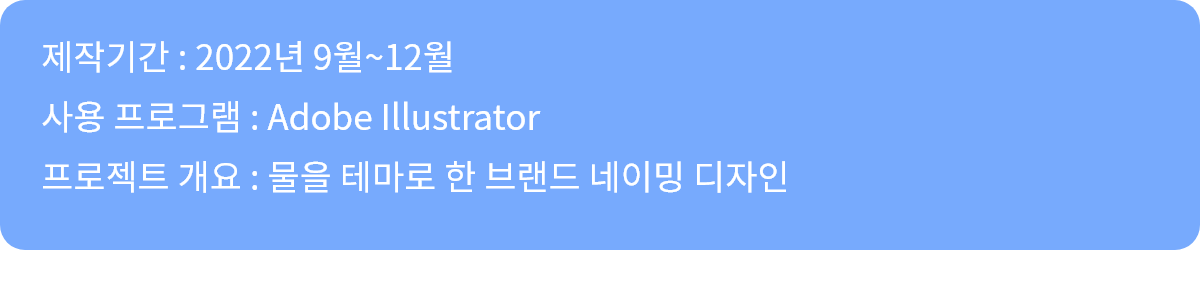 제작기간 : 2022년 9월~12월
사용 프로그램 : Adobe Illustrator
프로젝트 개요 : 물을 테마로 한 브랜드 네이밍 디자인